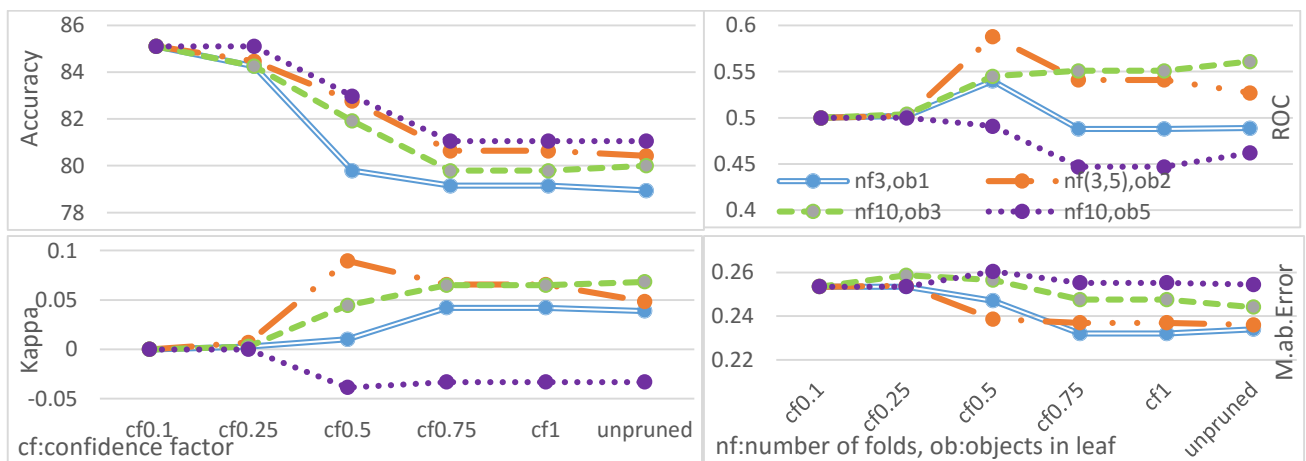 86
84
82
80
78
Accuracy
0.6
0.55
0.5
0.45
0.4
ROC
nf3,ob1
nf(3,5),ob2
nf10,ob3
nf10,ob5
0.1
0.05
0
-0.05
Kappa
cf0.1 cf0.25 cf0.5 cf0.75 cf1 unpruned
cf:confidence factor
0.26
0.24
0.22
M.ab.Error
cf0.1 cf0.25 cf0.5 cf0.75 cf1 unpruned
nf:number of folds, ob:objects in leaf